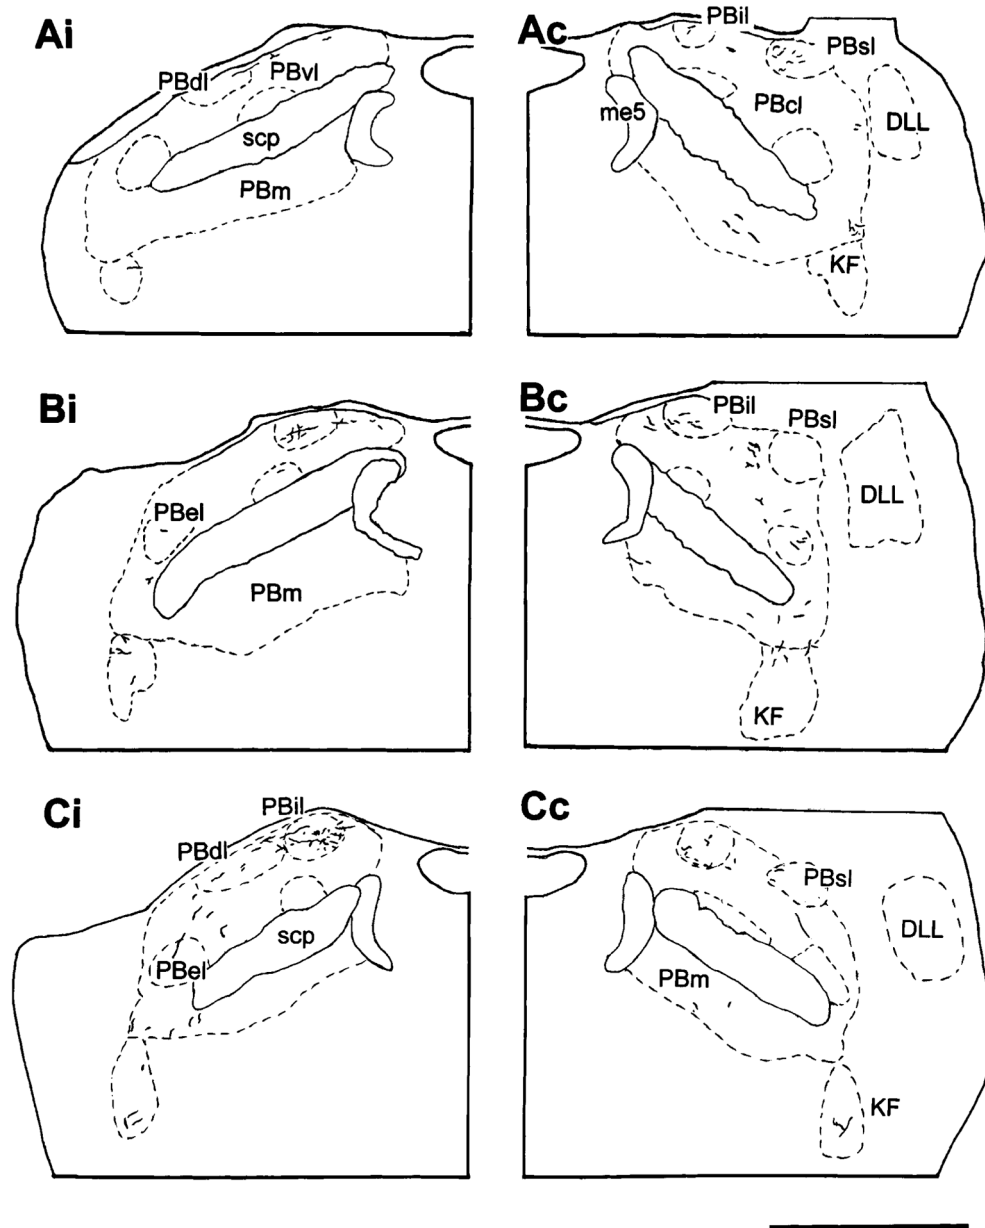 Ai
PBdl
PBvl
scp
PBm
Ac
PBil
PBsl
me5
PBcl
DLL
KF
Bi
PBel
PBm
Bc
PBil
PBsl
DLL
KF
Ci
PBil
PBdl
scp
PBel
Cc
PBsl
DLL
PBm
KF